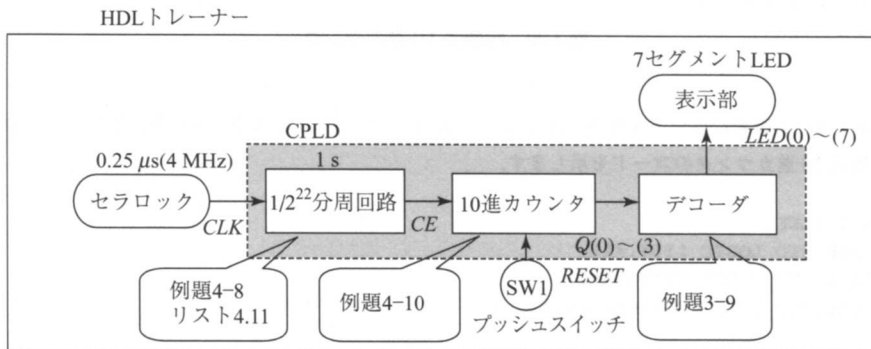 HDLトレーナー
7セグメントLED
表示部
CPLD
LED(0)～(7)
0.25 μs(4 MHz)
1 s
セラロック
1/2²²分周回路
10進カウンタ
デコーダ
CLK
CE
Q(0)～(3)
RESET
例題4-8
リスト4.11
例題4-10
SW1
例題3-9
プッシュスイッチ